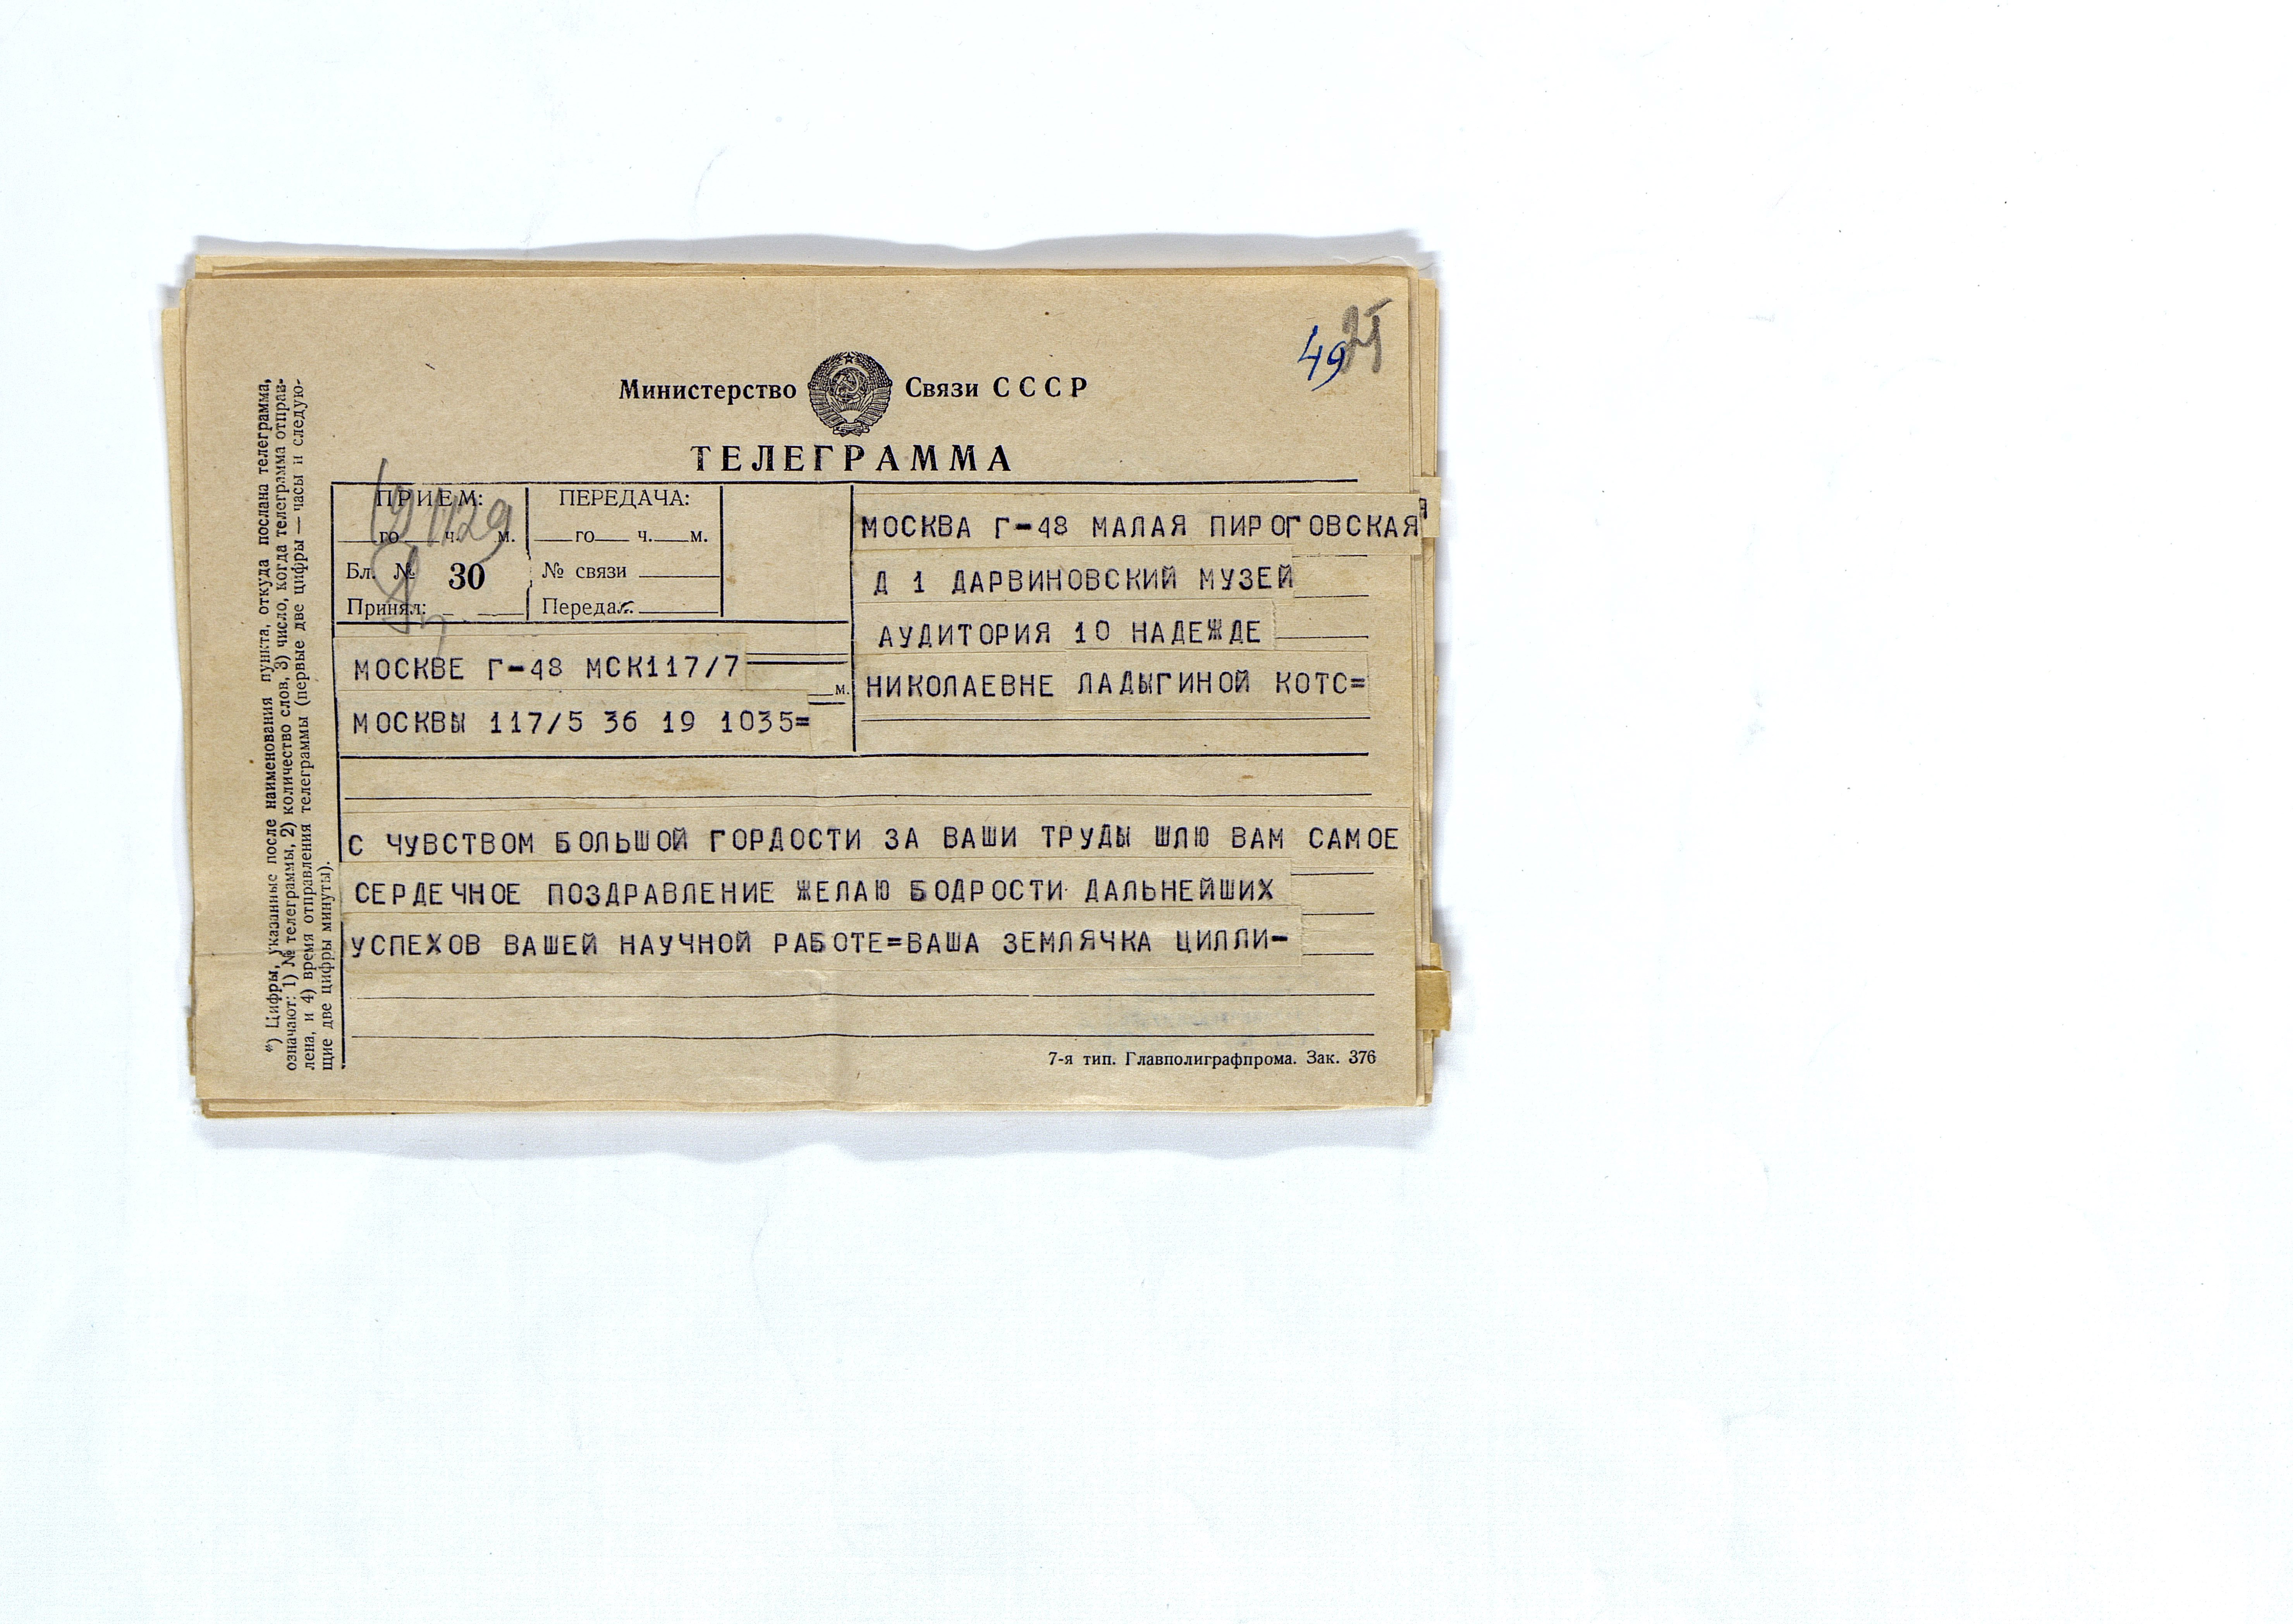 49 25
Министерство Связи СССР
ТЕЛЕГРАММА
ПРИЕМ:
го ч. м.
19 1129
Бл. № 30
Принял:
ПЕРЕДАЧА:
го ч. м.
№ связи
Передал:
МОСКВА Г-48 МАЛАЯ ПИРОГОВСКАЯ
Д 1 ДАРВИНОВСКИЙ МУЗЕЙ
АУДИТОРИЯ 10 НАДЕЖДЕ
НИКОЛАЕВНЕ ЛАДЫГИНОЙ КОТС=
МОСКВЕ Г-48 МСК117/7
м.
МОСКВЫ 117/5 36 19 1035=
С ЧУВСТВОМ БОЛЬШОЙ ГОРДОСТИ ЗА ВАШИ ТРУДЫ ШЛЮ ВАМ САМОЕ
СЕРДЕЧНОЕ ПОЗДРАВЛЕНИЕ ЖЕЛАЮ БОДРОСТИ ДАЛЬНЕЙШИХ
УСПЕХОВ ВАШЕЙ НАУЧНОЙ РАБОТЕ=ВАША ЗЕМЛЯЧКА ЦИЛЛИ-
7-я тип. Главполиграфпрома. Зак. 376
*) Цифры, указанные после наименования пункта, откуда послана телеграмма,
означают: 1) № телеграммы, 2) количество слов, 3) число, когда телеграмма отправ-
лена, и 4) время отправления телеграммы (первые две цифры — часы и следую-
щие две цифры минуты).